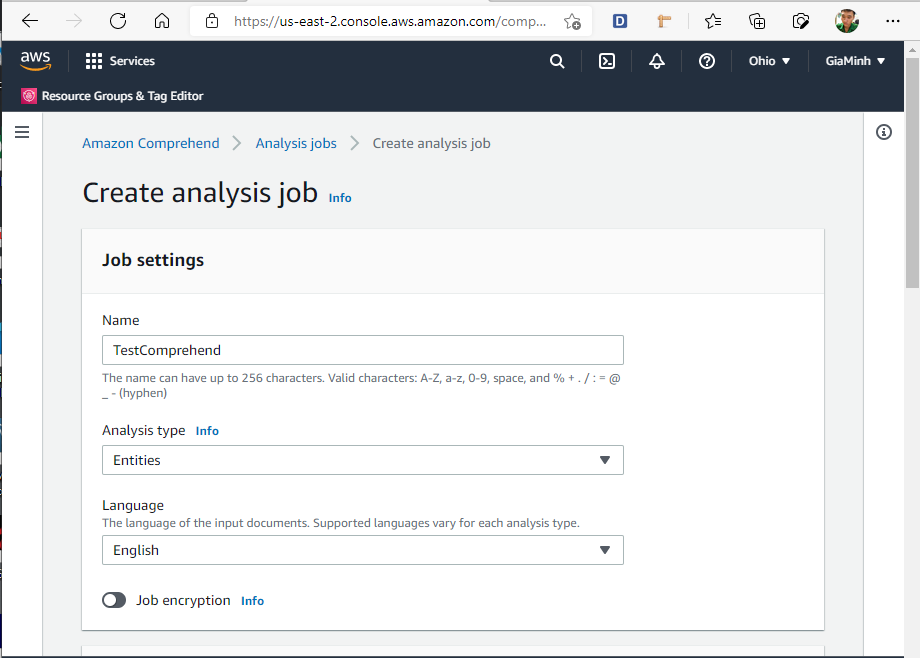 https://us-east-2.console.aws.amazon.com/comp...
D
aws
Services
Ohio
GiaMinh
Resource Groups & Tag Editor
Amazon Comprehend
Analysis jobs
Create analysis job
Create analysis job Info
Job settings
Name
TestComprehend
The name can have up to 256 characters. Valid characters: A-Z, a-z, 0-9, space, and % + . / : = @
_ - (hyphen)
Analysis type Info
Entities
Language
The language of the input documents. Supported languages vary for each analysis type.
English
Job encryption Info